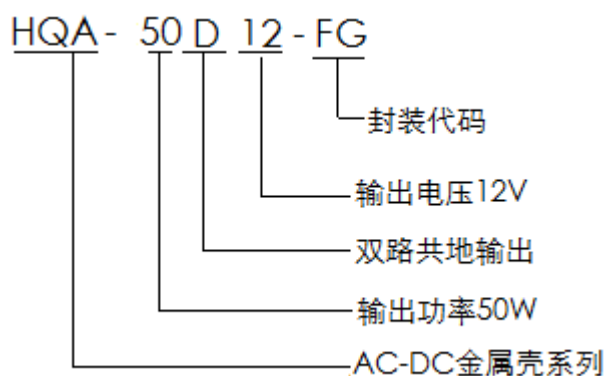 HQA - 50 D 12 - FG
封装代码
输出电压12V
双路共地输出
输出功率50W
AC-DC金属壳系列